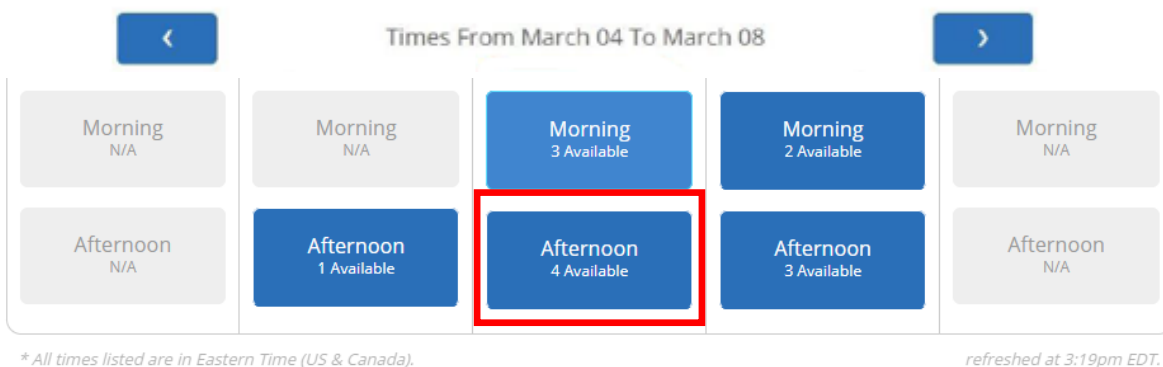 ‹ Times From March 04 To March 08 ›
Morning Morning Morning Morning Morning
N/A N/A 3 Available 2 Available N/A
Afternoon Afternoon Afternoon Afternoon Afternoon
N/A 1 Available 4 Available 3 Available N/A
* All times listed are in Eastern Time (US & Canada). refreshed at 3:19pm EDT.